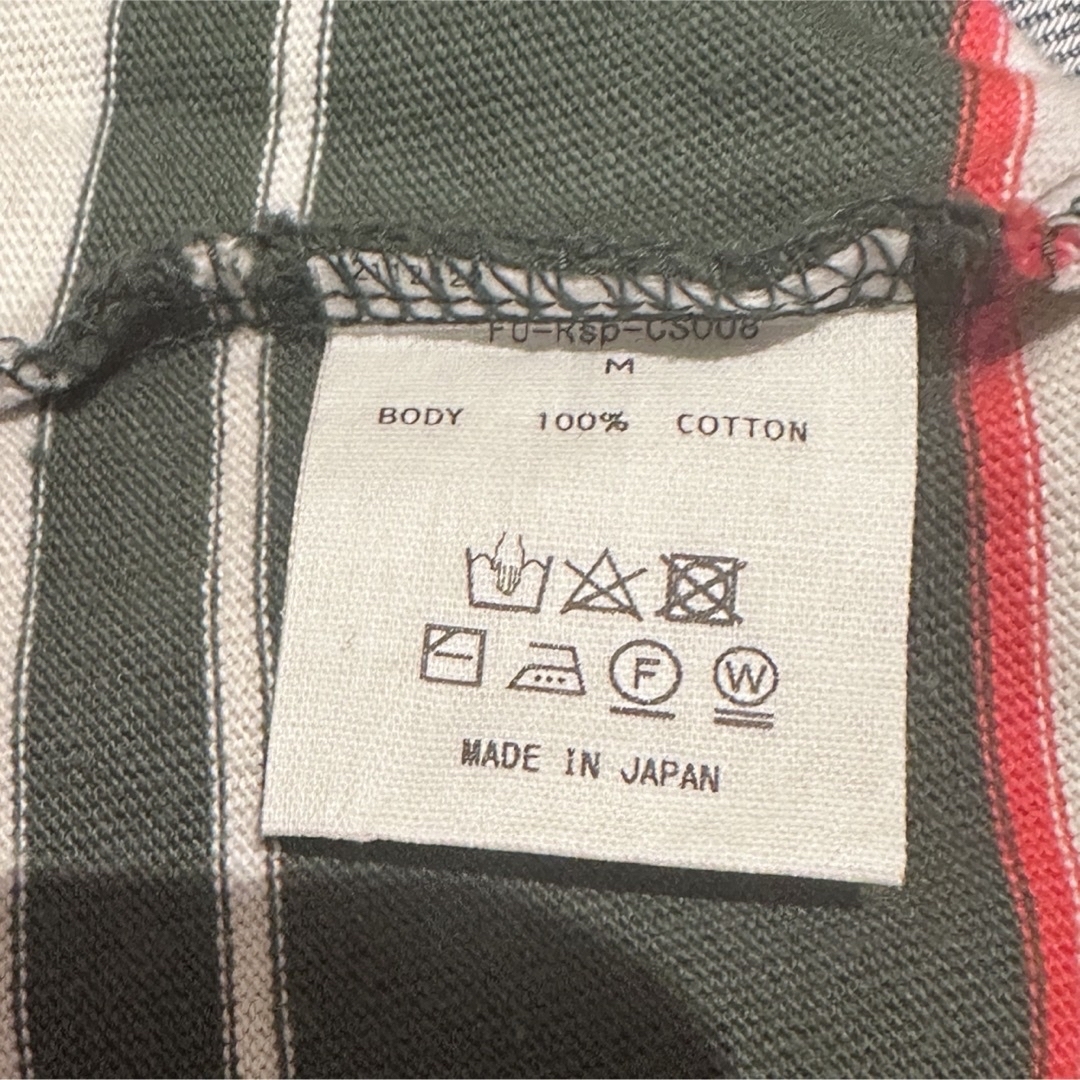 FU-Rsp-CS008
M
BODY 100% COTTON
F W
MADE IN JAPAN